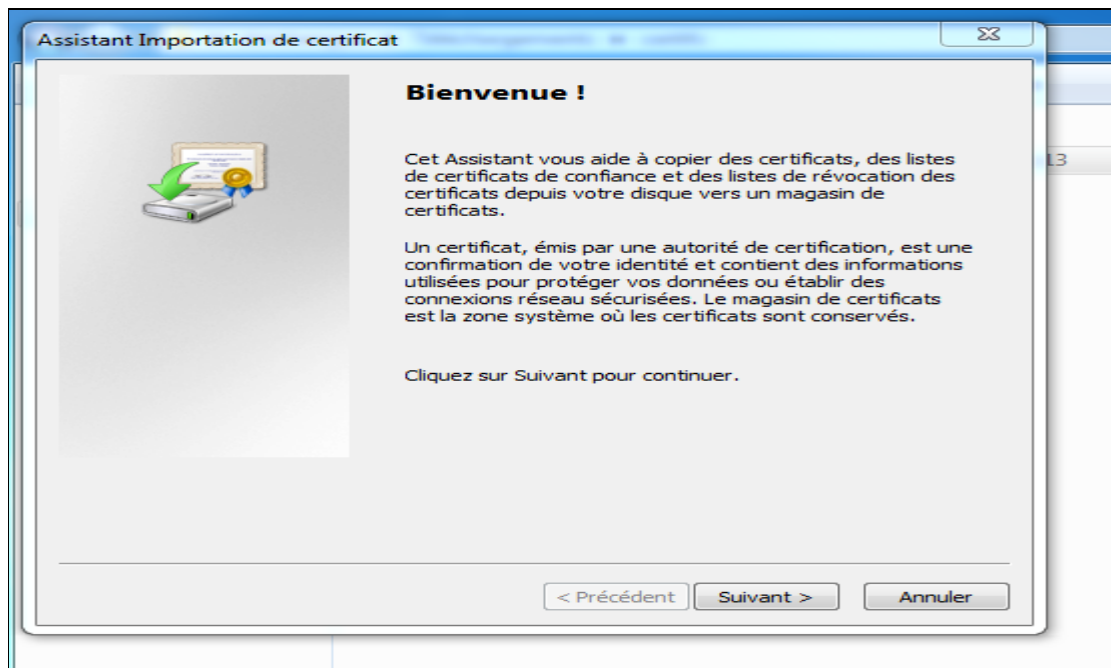 Assistant Importation de certificat
13
Bienvenue !
Cet Assistant vous aide à copier des certificats, des listes
de certificats de confiance et des listes de révocation des
certificats depuis votre disque vers un magasin de
certificats.
Un certificat, émis par une autorité de certification, est une
confirmation de votre identité et contient des informations
utilisées pour protéger vos données ou établir des
connexions réseau sécurisées. Le magasin de certificats
est la zone système où les certificats sont conservés.
Cliquez sur Suivant pour continuer.
< Précédent Suivant > Annuler